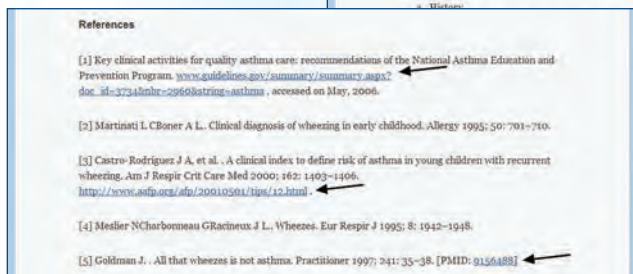 a. History
References
[1] Key clinical activities for quality asthma care: recommendations of the National Asthma Education and
Prevention Program. www.guidelines.gov/summary/summary.aspx?
doc_id=3734&nbr=2960&string=asthma , accessed on May, 2006.
[2] Martinati L CBoner A L.. Clinical diagnosis of wheezing in early childhood. Allergy 1995; 50: 701–710.
[3] Castro-Rodriguez J A, et al. . A clinical index to define risk of asthma in young children with recurrent
wheezing. Am J Respir Crit Care Med 2000; 162: 1403–1406.
http://www.aafp.org/afp/20010501/tips/12.html .
[4] Meslier NCharbonneau GRacineux J L.. Wheezes. Eur Respir J 1995; 8: 1942–1948.
[5] Goldman J. . All that wheezes is not asthma. Practitioner 1997; 241: 35–38. [PMID: 9156488]